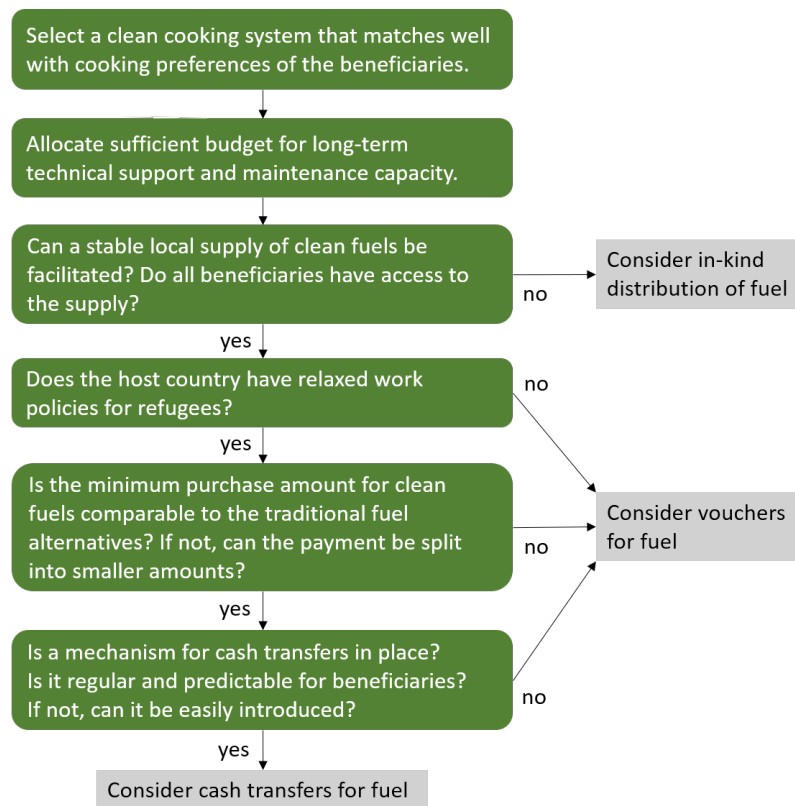 Select a clean cooking system that matches well
with cooking preferences of the beneficiaries.
Allocate sufficient budget for long-term
technical support and maintenance capacity.
Can a stable local supply of clean fuels be
facilitated? Do all beneficiaries have access to
the supply?
no
Consider in-kind
distribution of fuel
yes
Does the host country have relaxed work
policies for refugees?
no
yes
Is the minimum purchase amount for clean
fuels comparable to the traditional fuel
alternatives? If not, can the payment be split
into smaller amounts?
no
Consider vouchers
for fuel
yes
Is a mechanism for cash transfers in place?
Is it regular and predictable for beneficiaries?
If not, can it be easily introduced?
no
yes
Consider cash transfers for fuel